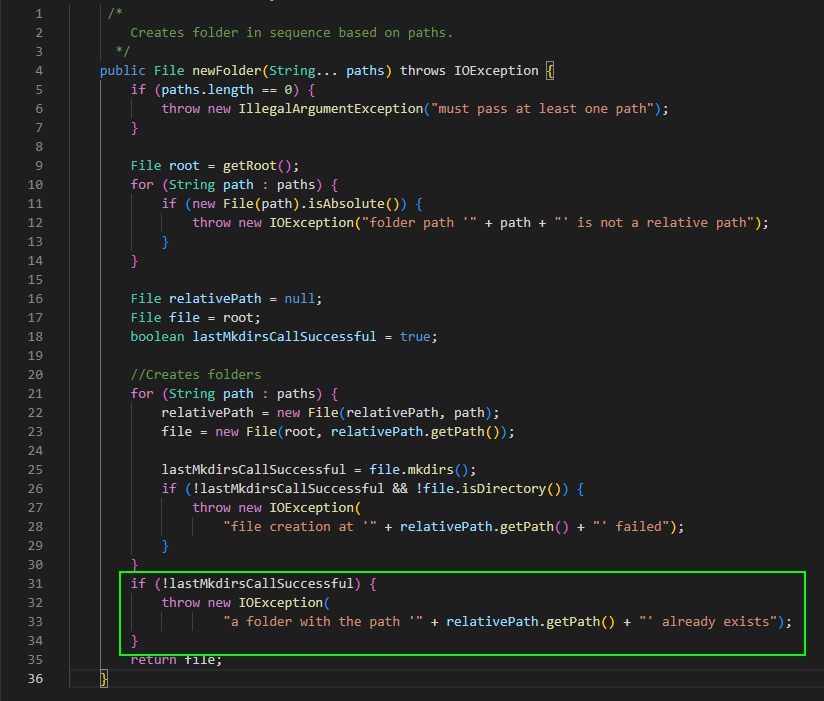 1 /*
2 Creates folder in sequence based on paths.
3 */
4 public File newFolder(String... paths) throws IOException {
5 if (paths.length == 0) {
6 throw new IllegalArgumentException("must pass at least one path");
7 }
8
9 File root = getRoot();
10 for (String path : paths) {
11 if (new File(path).isAbsolute()) {
12 throw new IOException("folder path '" + path + "' is not a relative path");
13 }
14 }
15
16 File relativePath = null;
17 File file = root;
18 boolean lastMkdirsCallSuccessful = true;
19
20 //Creates folders
21 for (String path : paths) {
22 relativePath = new File(relativePath, path);
23 file = new File(root, relativePath.getPath());
24
25 lastMkdirsCallSuccessful = file.mkdirs();
26 if (!lastMkdirsCallSuccessful && !file.isDirectory()) {
27 throw new IOException(
28 "file creation at '" + relativePath.getPath() + "' failed");
29 }
30 }
31 if (!lastMkdirsCallSuccessful) {
32 throw new IOException(
33 "a folder with the path '" + relativePath.getPath() + "' already exists");
34 }
35 return file;
36 }